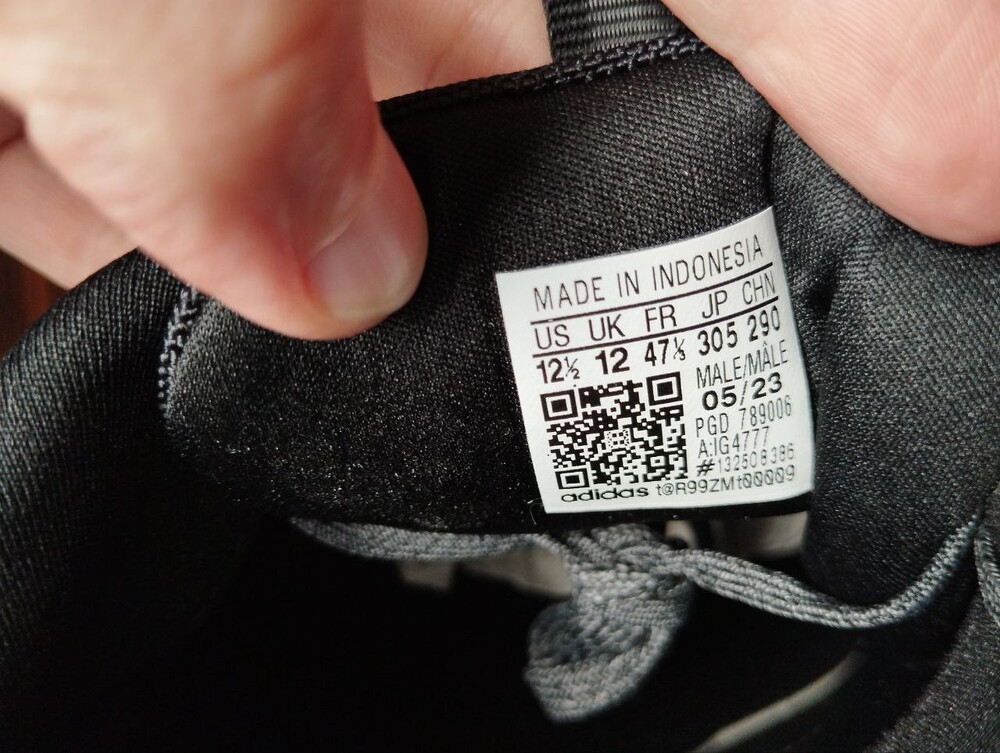 MADE IN INDONESIA
US UK FR JP CHN
12½ 12 47⅓ 305 290
MALE/MÂLE
05/23
PGD 789006
A:IG4777
#132508386
adidas t@R99ZMt00009